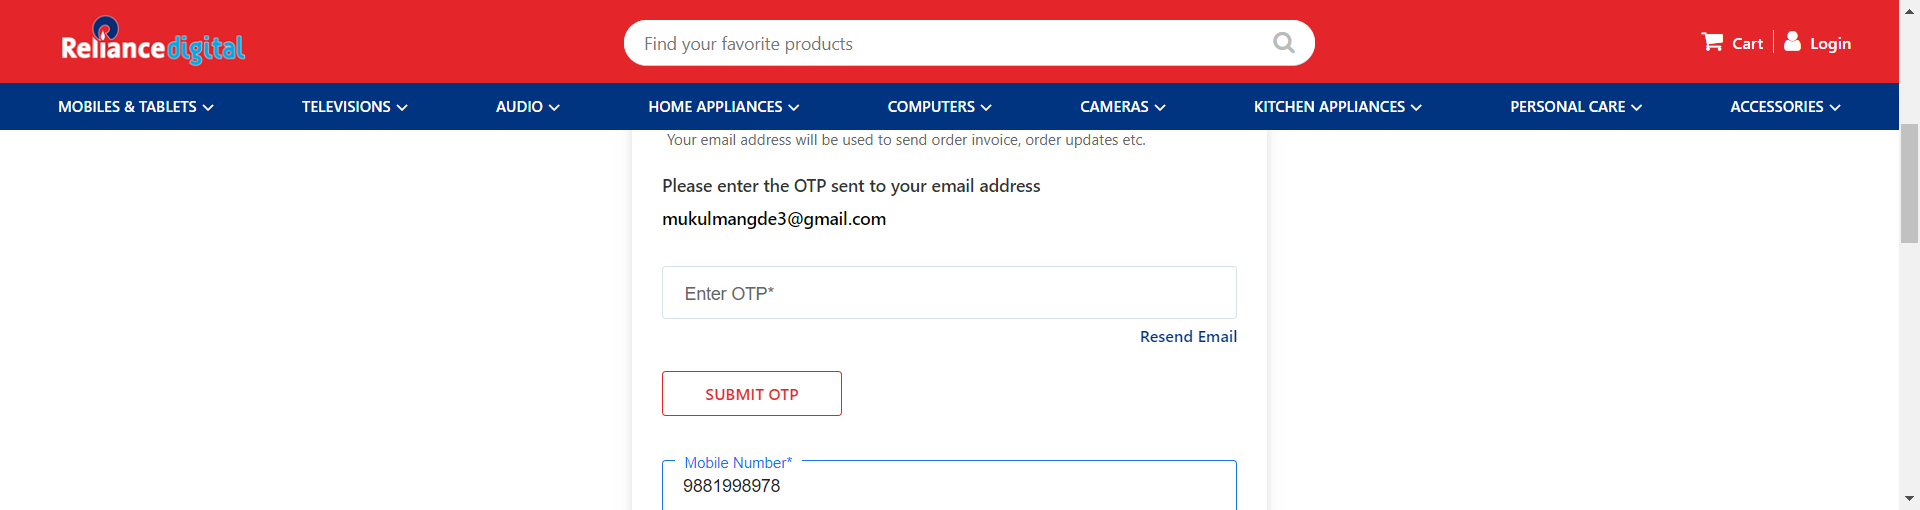 Reliance digital
Find your favorite products
Cart
Login
MOBILES & TABLETS
TELEVISIONS
AUDIO
HOME APPLIANCES
COMPUTERS
CAMERAS
KITCHEN APPLIANCES
PERSONAL CARE
ACCESSORIES
Your email address will be used to send order invoice, order updates etc.
Please enter the OTP sent to your email address
mukulmangde3@gmail.com
Enter OTP*
Resend Email
SUBMIT OTP
Mobile Number*
9881998978